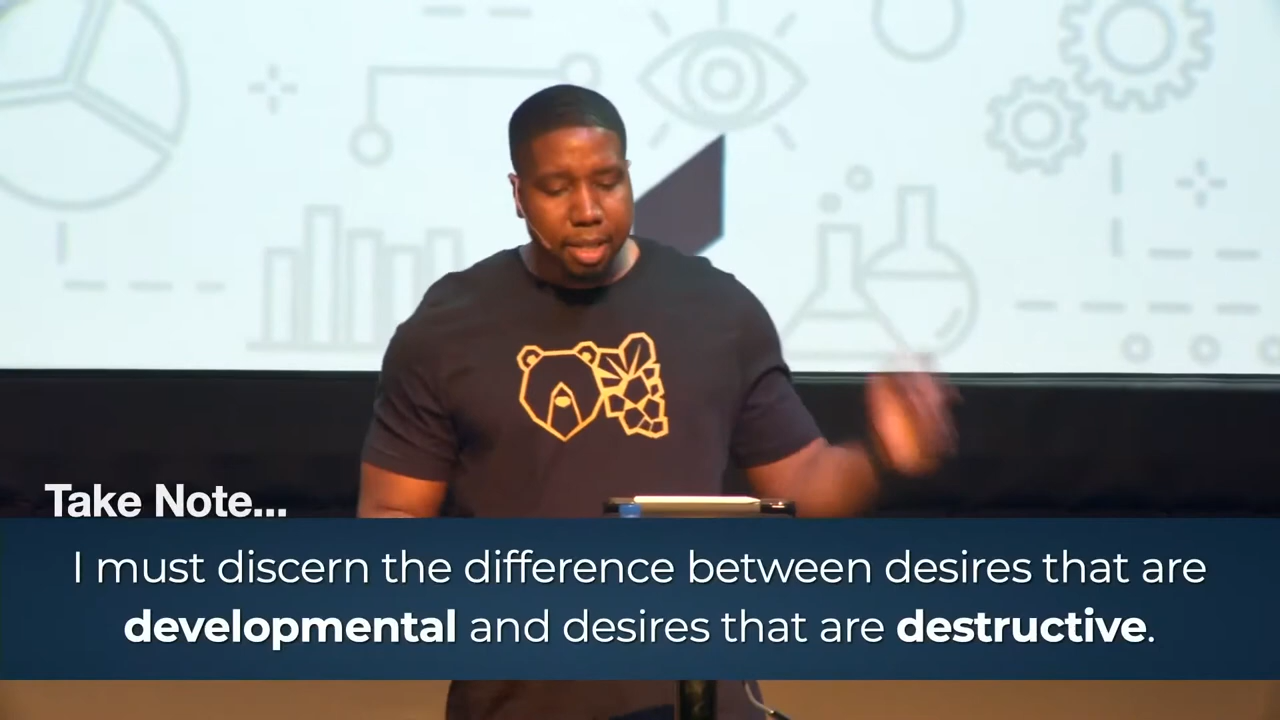 Take Note...
I must discern the difference between desires that are
developmental and desires that are destructive.